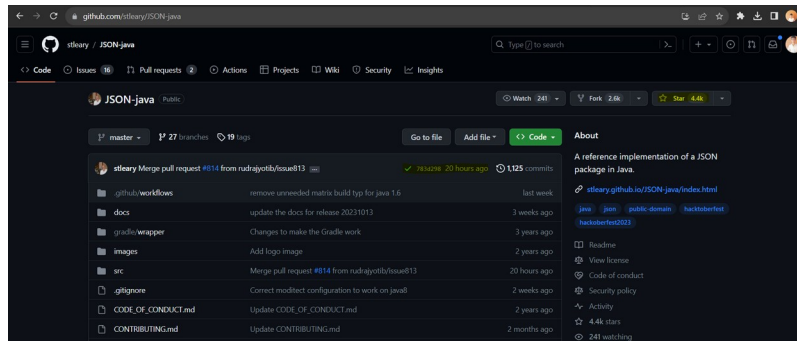 github.com/stleary/JSON-java
stleary / JSON-java
Type / to search
<> Code Issues 16 Pull requests 2 Actions Projects Wiki Security Insights
JSON-java Public
Watch 241 Fork 2.6k Star 4.4k
master 27 branches 19 tags Go to file Add file <> Code
About
stleary Merge pull request #814 from rudrajyotib/issue813 20 hours ago 1,125 commits
A reference implementation of a JSON
package in Java.
.github/workflows remove unneeded matrix build typ for java 1.6 last week
stleary.github.io/JSON-java/index.html
docs update the docs for release 20231013 3 weeks ago
java json public-domain hacktoberfest
gradle/wrapper Changes to make the Gradle work 3 years ago
hacktoberfest2023
images Add logo image 2 years ago
Readme
src Merge pull request #814 from rudrajyotib/issue813 20 hours ago
View license
.gitignore Correct moditect configuration to work on java8 2 weeks ago
Code of conduct
Security policy
CODE_OF_CONDUCT.md Update CODE_OF_CONDUCT.md 2 years ago
Activity
4.4k stars
CONTRIBUTING.md Update CONTRIBUTING.md 2 months ago
241 watching